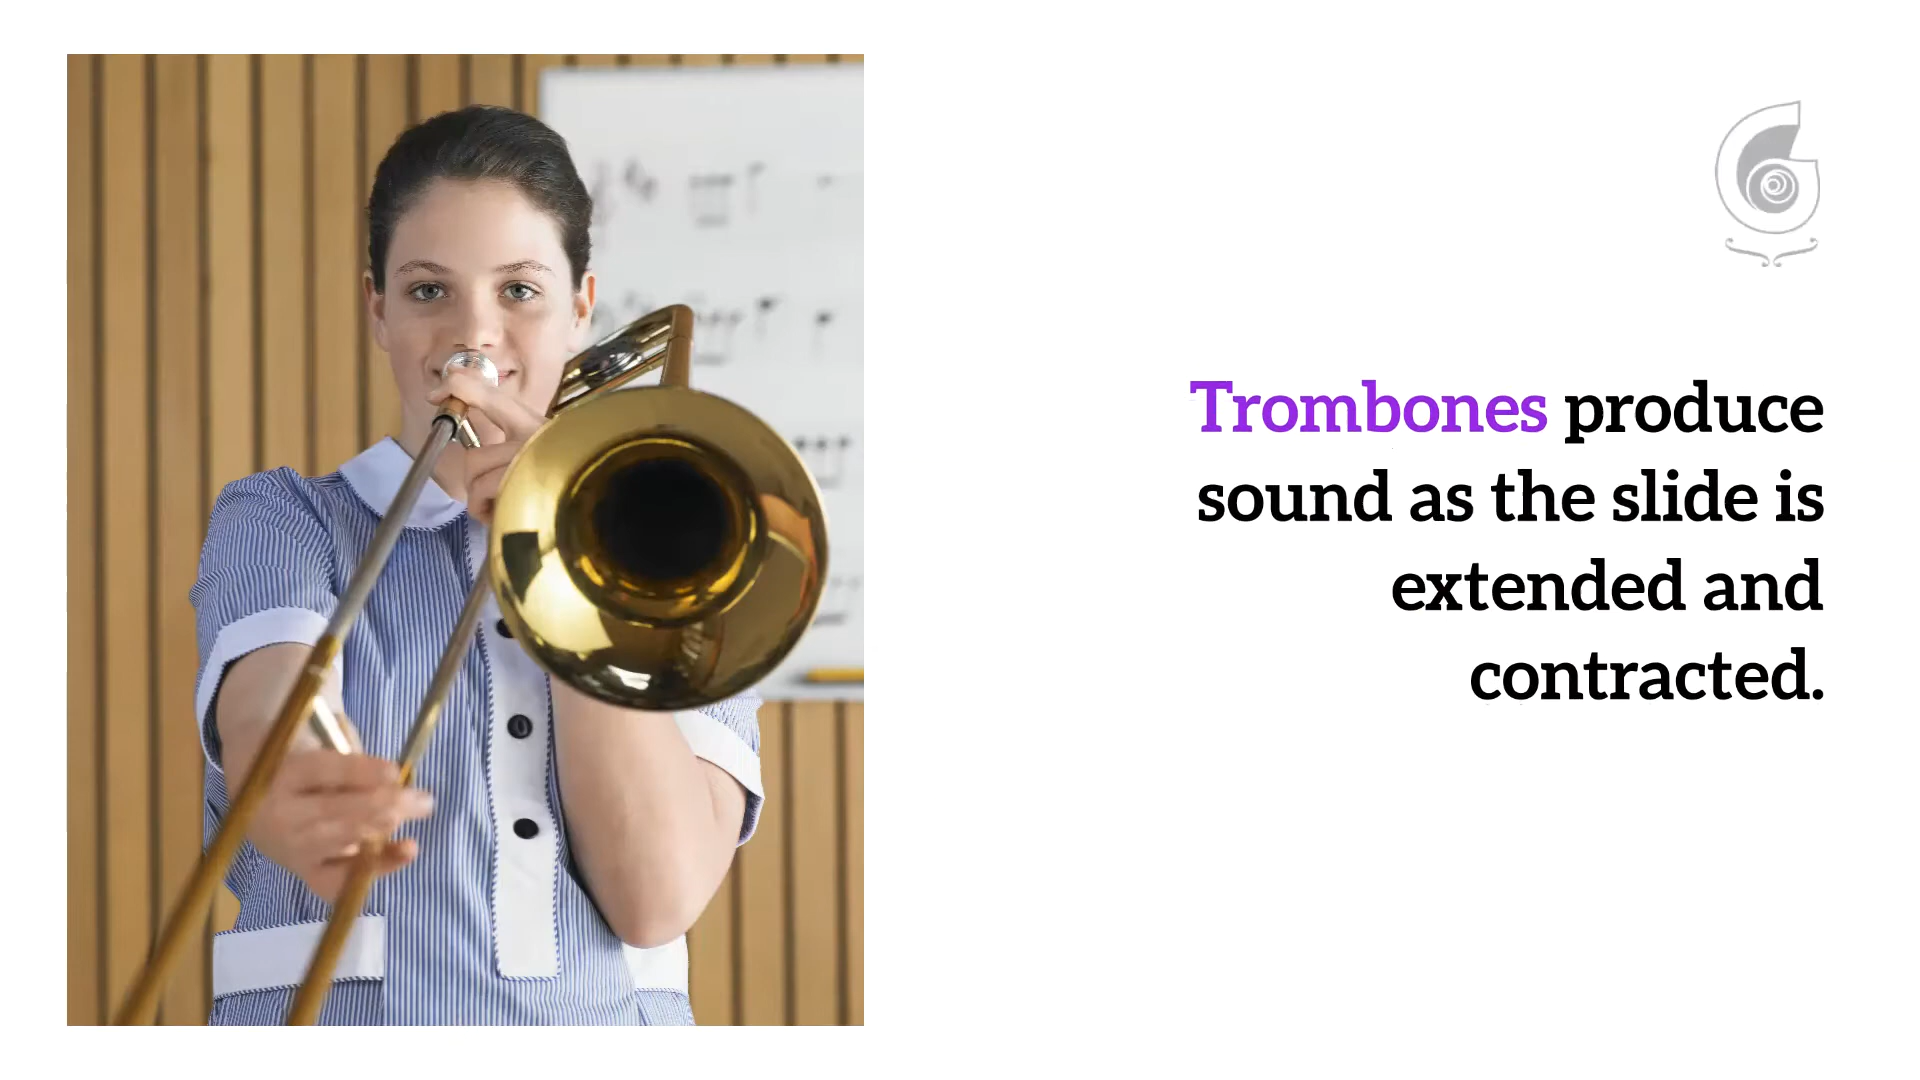 Trombones produce
sound as the slide is
extended and
contracted.